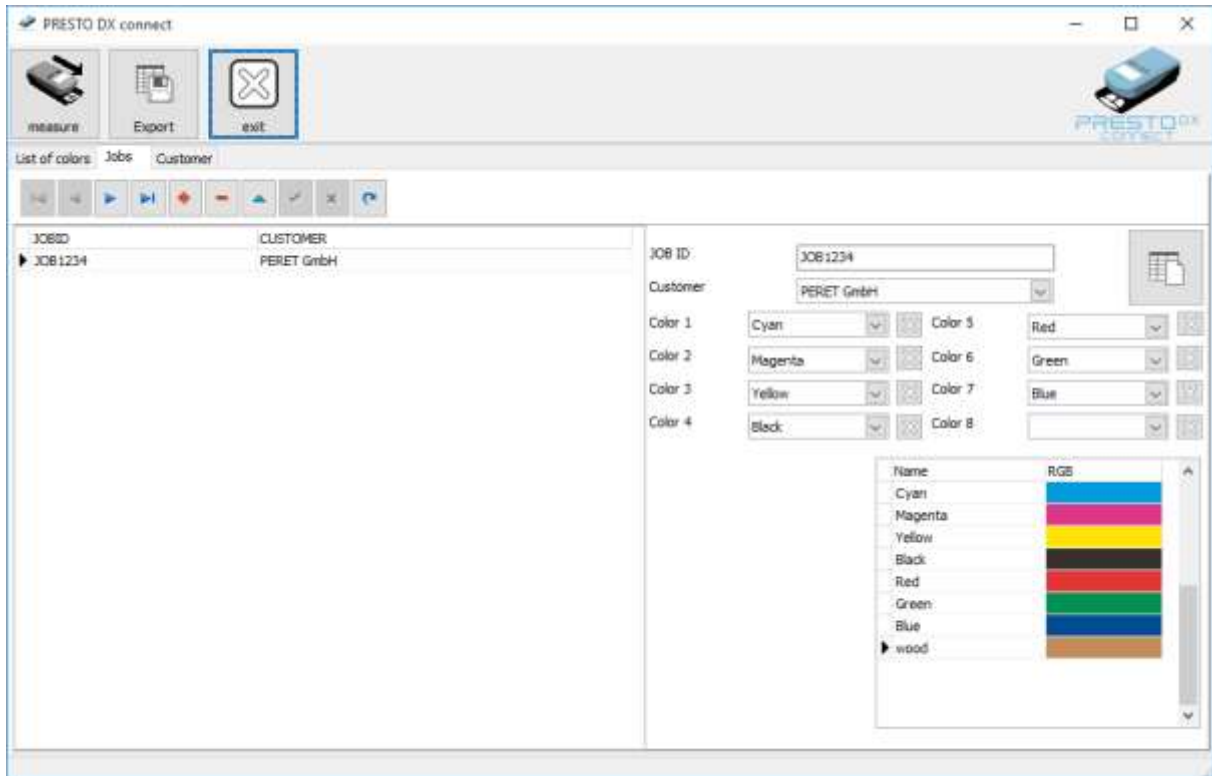 PRESTO DX connect
measure Export exit
PRESTO DX
CONNECT
List of colors Jobs Customer
JOBID CUSTOMER
JOB1234 PERET GmbH
JOB ID JOB1234
Customer PERET GmbH
Color 1 Cyan Color 5 Red
Color 2 Magenta Color 6 Green
Color 3 Yellow Color 7 Blue
Color 4 Black Color 8
Name RGB
Cyan
Magenta
Yellow
Black
Red
Green
Blue
wood